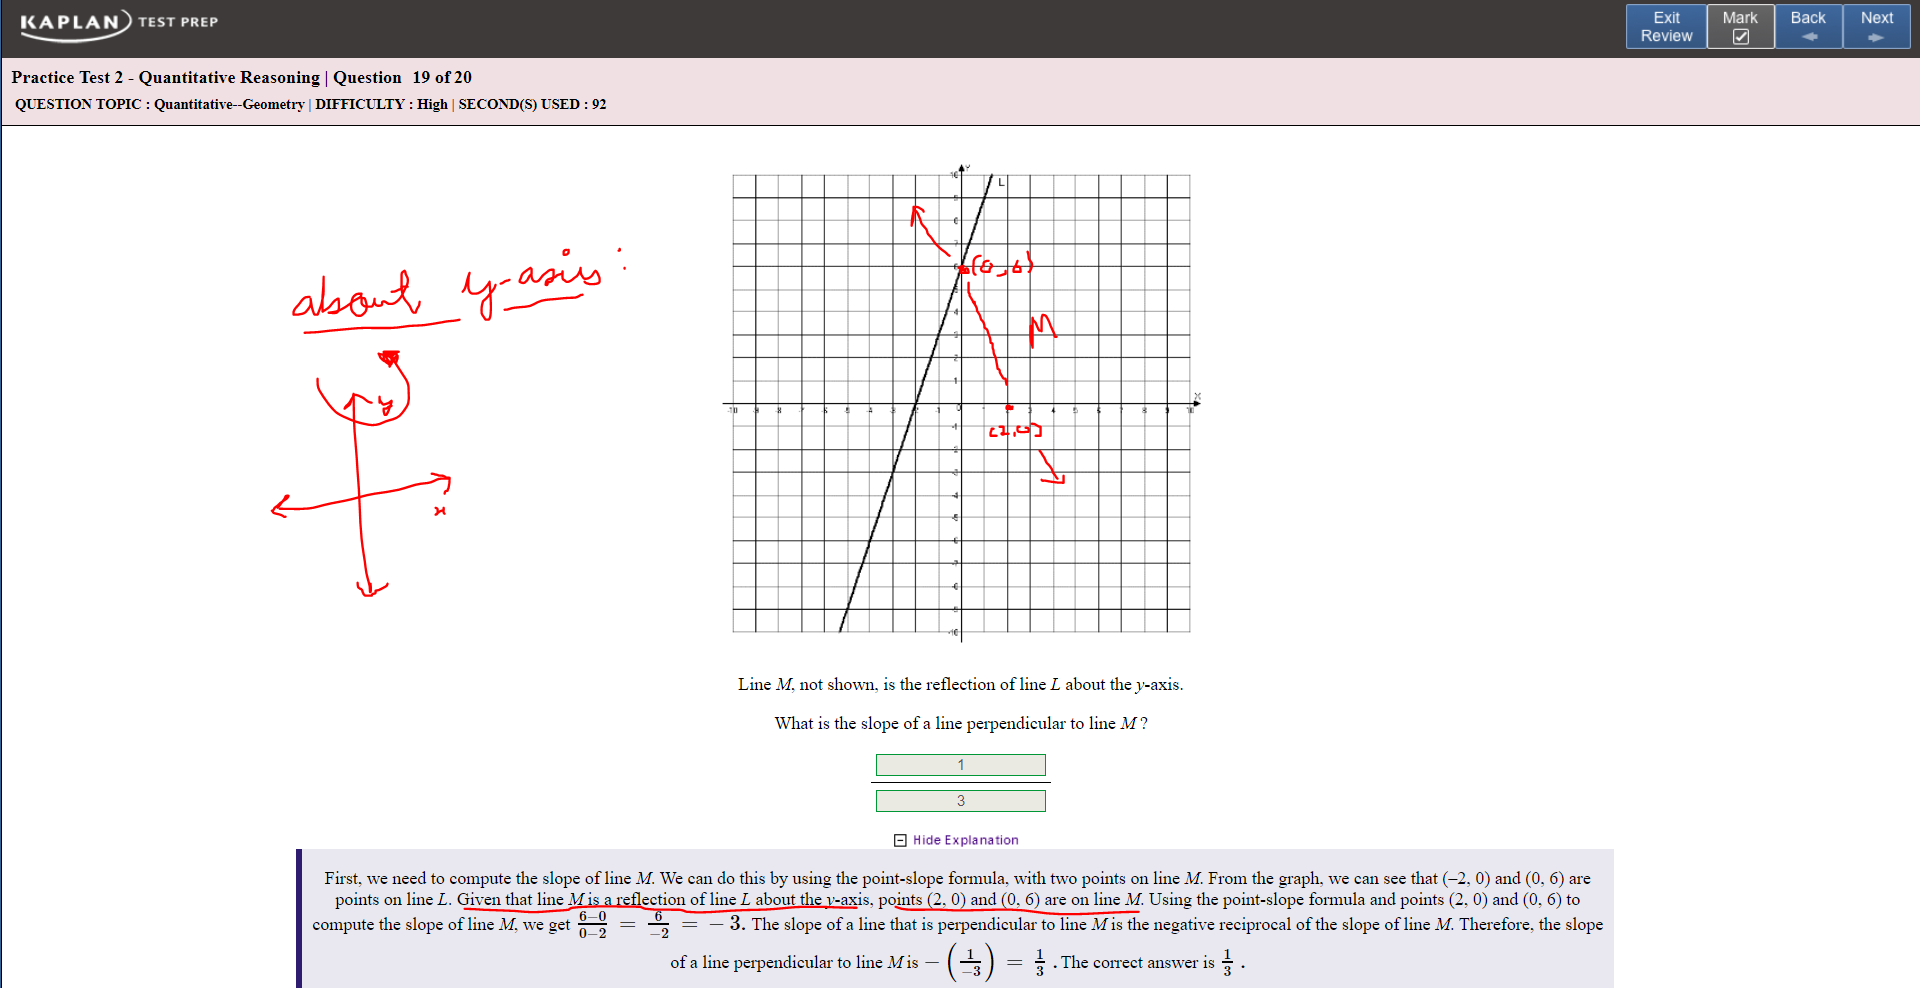 KAPLAN TEST PREP
Exit Review
Mark
Back
Next
Practice Test 2 - Quantitative Reasoning | Question 19 of 20
QUESTION TOPIC : Quantitative--Geometry | DIFFICULTY : High | SECOND(S) USED : 92
about y-axis:
y
x
Y
L
(0,6)
M
X
(2,0)
Line M, not shown, is the reflection of line L about the y-axis.
What is the slope of a line perpendicular to line M ?
1
3
Hide Explanation
First, we need to compute the slope of line M. We can do this by using the point-slope formula, with two points on line M. From the graph, we can see that (−2, 0) and (0, 6) are
points on line L. Given that line M is a reflection of line L about the y-axis, points (2, 0) and (0, 6) are on line M. Using the point-slope formula and points (2, 0) and (0, 6) to
compute the slope of line M, we get 6−0/0−2 = 6/−2 = − 3. The slope of a line that is perpendicular to line M is the negative reciprocal of the slope of line M. Therefore, the slope
of a line perpendicular to line M is − (1/−3) = 1/3 . The correct answer is 1/3 .